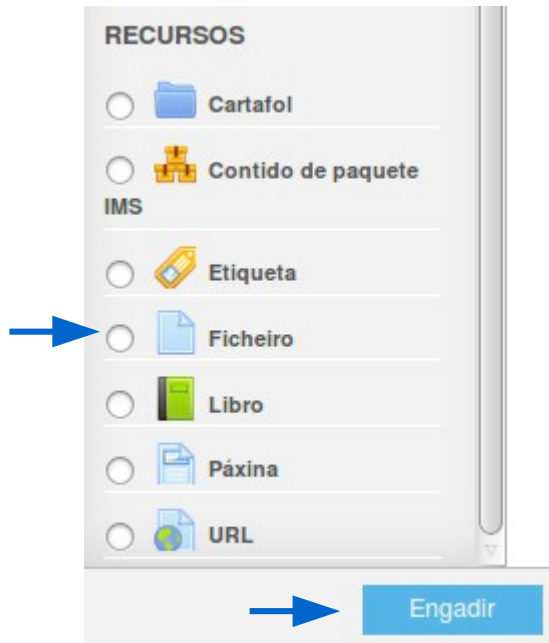 RECURSOS
Cartafol
Contido de paquete
IMS
Etiqueta
Ficheiro
Libro
Páxina
URL
Engadir